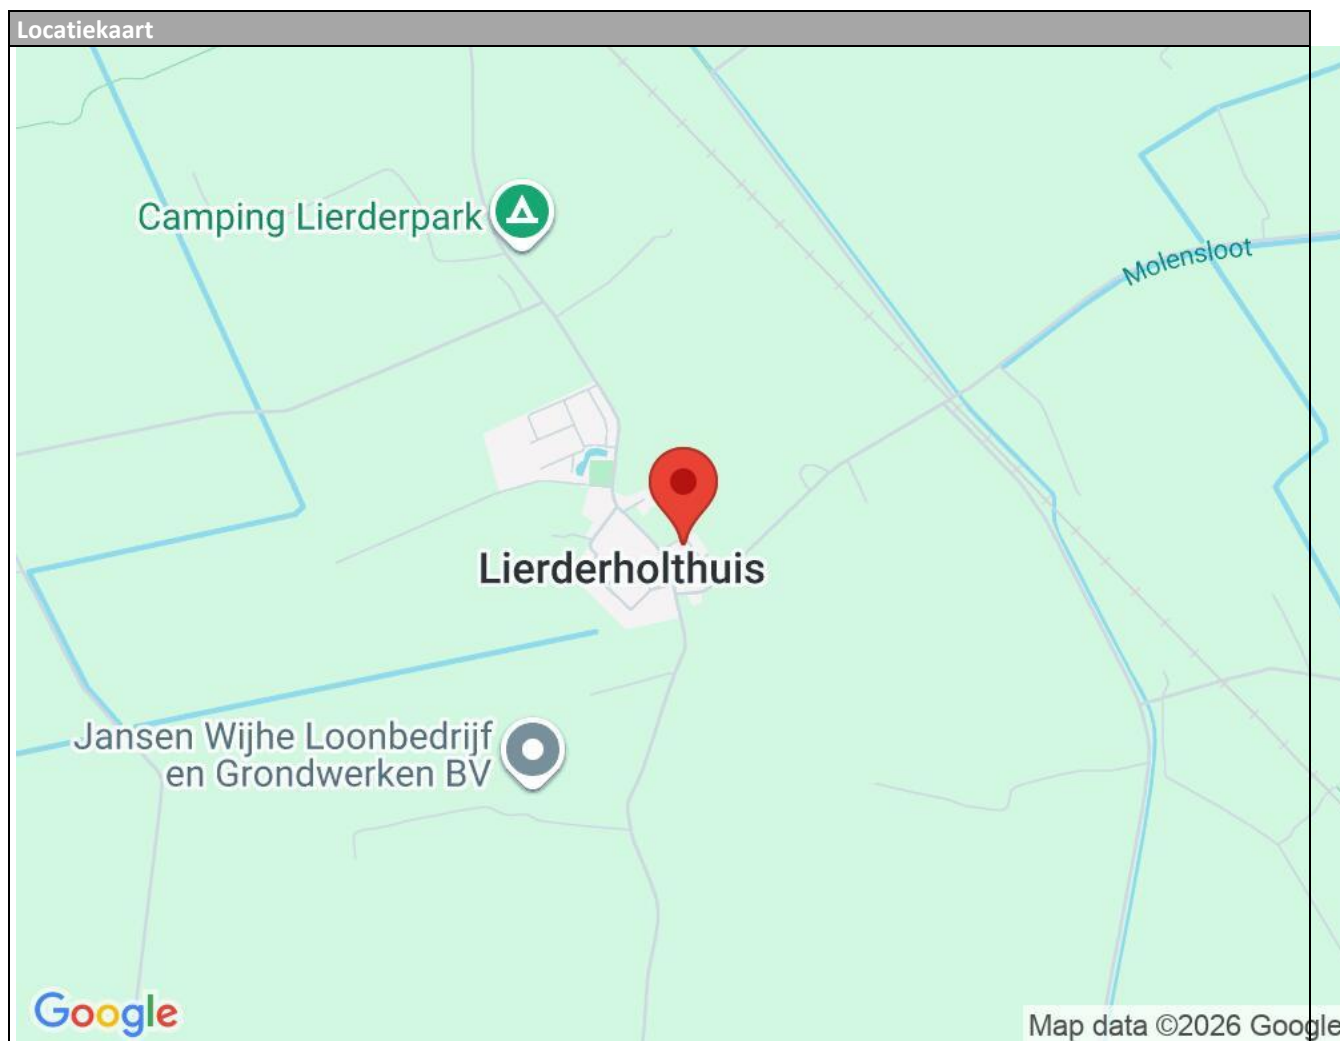 Locatiekaart
Camping Lierderpark
Molensloot
Lierderholthuis
Jansen Wijhe Loonbedrijf
en Grondwerken BV
Google
Map data ©2026 Google